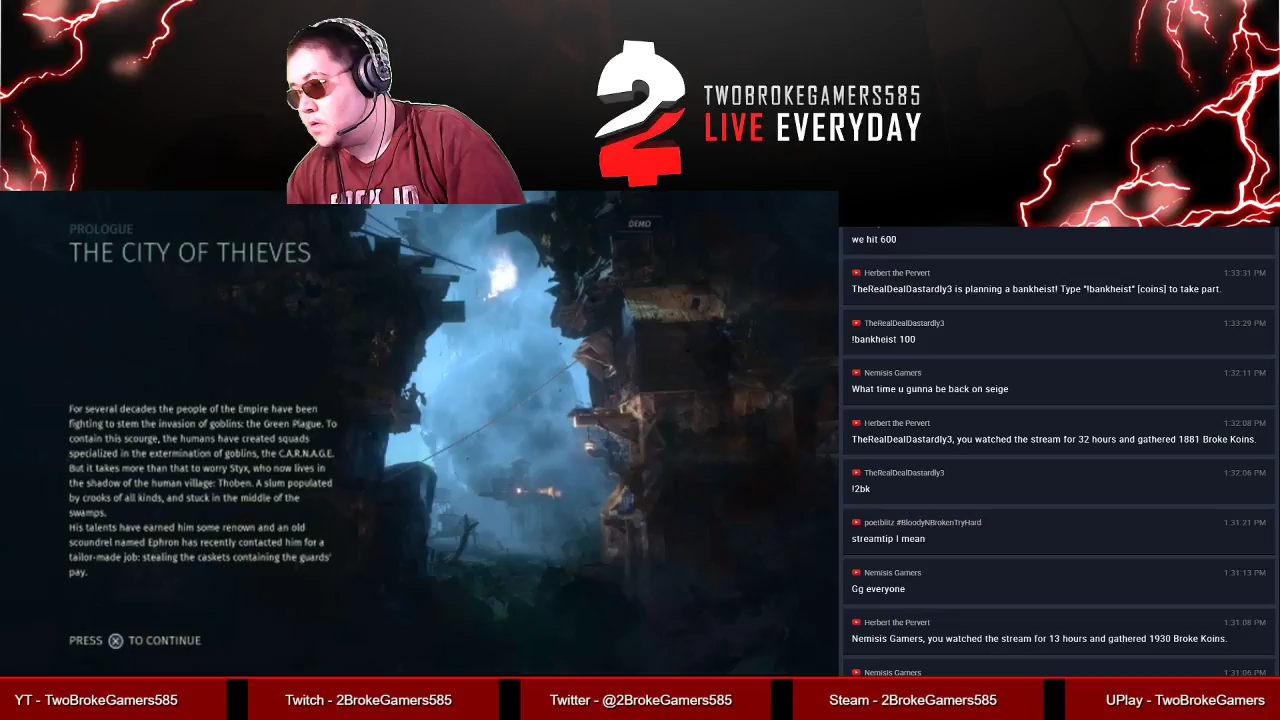 TWOBROKEGAMERS585
LIVE EVERYDAY
PROLOGUE
THE CITY OF THIEVES
DEMO
For several decades the people of the Empire have been
fighting to stem the invasion of goblins: the Green Plague. To
contain this scourge, the humans have created squads
specialized in the extermination of goblins, the C.A.R.N.A.G.E.
But it takes more than that to worry Styx, who now lives in
the shadow of the human village: Thoben. A slum populated
by crooks of all kinds, and stuck in the middle of the
swamps.
His talents have earned him some renown and an old
scoundrel named Ephron has recently contacted him for a
tailor-made job: stealing the caskets containing the guards'
pay.
PRESS X TO CONTINUE
we hit 600
Herbert the Pervert 1:33:31 PM
TheRealDealDastardly3 is planning a bankheist! Type "!bankheist" [coins] to take part.
TheRealDealDastardly3 1:33:29 PM
!bankheist 100
Nemisis Gamers 1:32:11 PM
What time u gunna be back on seige
Herbert the Pervert 1:32:08 PM
TheRealDealDastardly3, you watched the stream for 32 hours and gathered 1881 Broke Koins.
TheRealDealDastardly3 1:32:06 PM
!2bk
poetblitz #BloodyNBrokenTryHard 1:31:21 PM
streamtip I mean
Nemisis Gamers 1:31:13 PM
Gg everyone
Herbert the Pervert 1:31:08 PM
Nemisis Gamers, you watched the stream for 13 hours and gathered 1930 Broke Koins.
Nemisis Gamers 1:31:06 PM
YT - TwoBrokeGamers585
Twitch - 2BrokeGamers585
Twitter - @2BrokeGamers585
Steam - 2BrokeGamers585
UPlay - TwoBrokeGamers